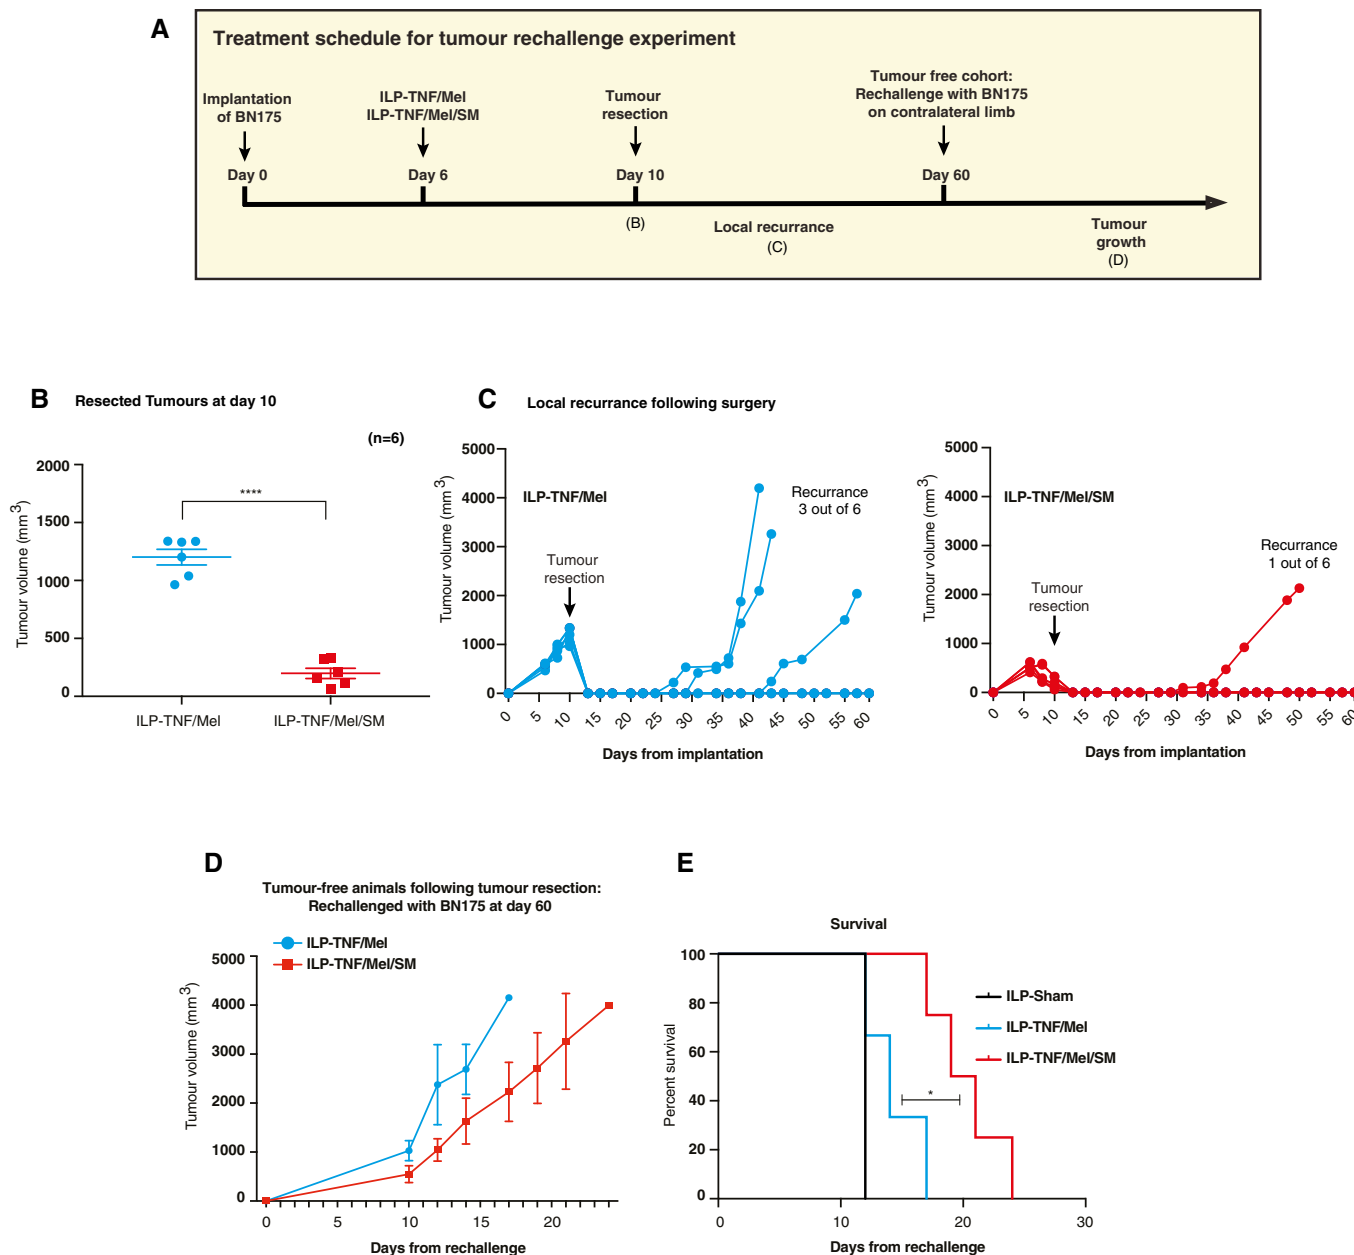 A
Treatment schedule for tumour rechallenge experiment
Implantation
of BN175
ILP-TNF/Mel
ILP-TNF/Mel/SM
Tumour
resection
Tumour free cohort:
Rechallenge with BN175
on contralateral limb
Day 0
Day 6
Day 10
Day 60
(B)
Local recurrance
(C)
Tumour
growth
(D)
B
Resected Tumours at day 10
(n=6)
Tumour volume (mm3)
2000
1500
1000
500
0
****
ILP-TNF/Mel
ILP-TNF/Mel/SM
C
Local recurrance following surgery
Tumour volume (mm3)
5000
4000
3000
2000
1000
0
ILP-TNF/Mel
Recurrance
3 out of 6
Tumour
resection
0 5 10 15 20 25 30 35 40 45 50 55 60
Days from implantation
Tumour volume (mm3)
5000
4000
3000
2000
1000
0
ILP-TNF/Mel/SM
Recurrance
1 out of 6
Tumour
resection
0 5 10 15 20 25 30 35 40 45 50 55 60
Days from implantation
D
Tumour-free animals following tumour resection:
Rechallenged with BN175 at day 60
ILP-TNF/Mel
ILP-TNF/Mel/SM
Tumour volume (mm3)
5000
4000
3000
2000
1000
0
0 5 10 15 20
Days from rechallenge
E
Survival
Percent survival
100
80
60
40
20
0
*
ILP-Sham
ILP-TNF/Mel
ILP-TNF/Mel/SM
0 10 20 30
Days from rechallenge